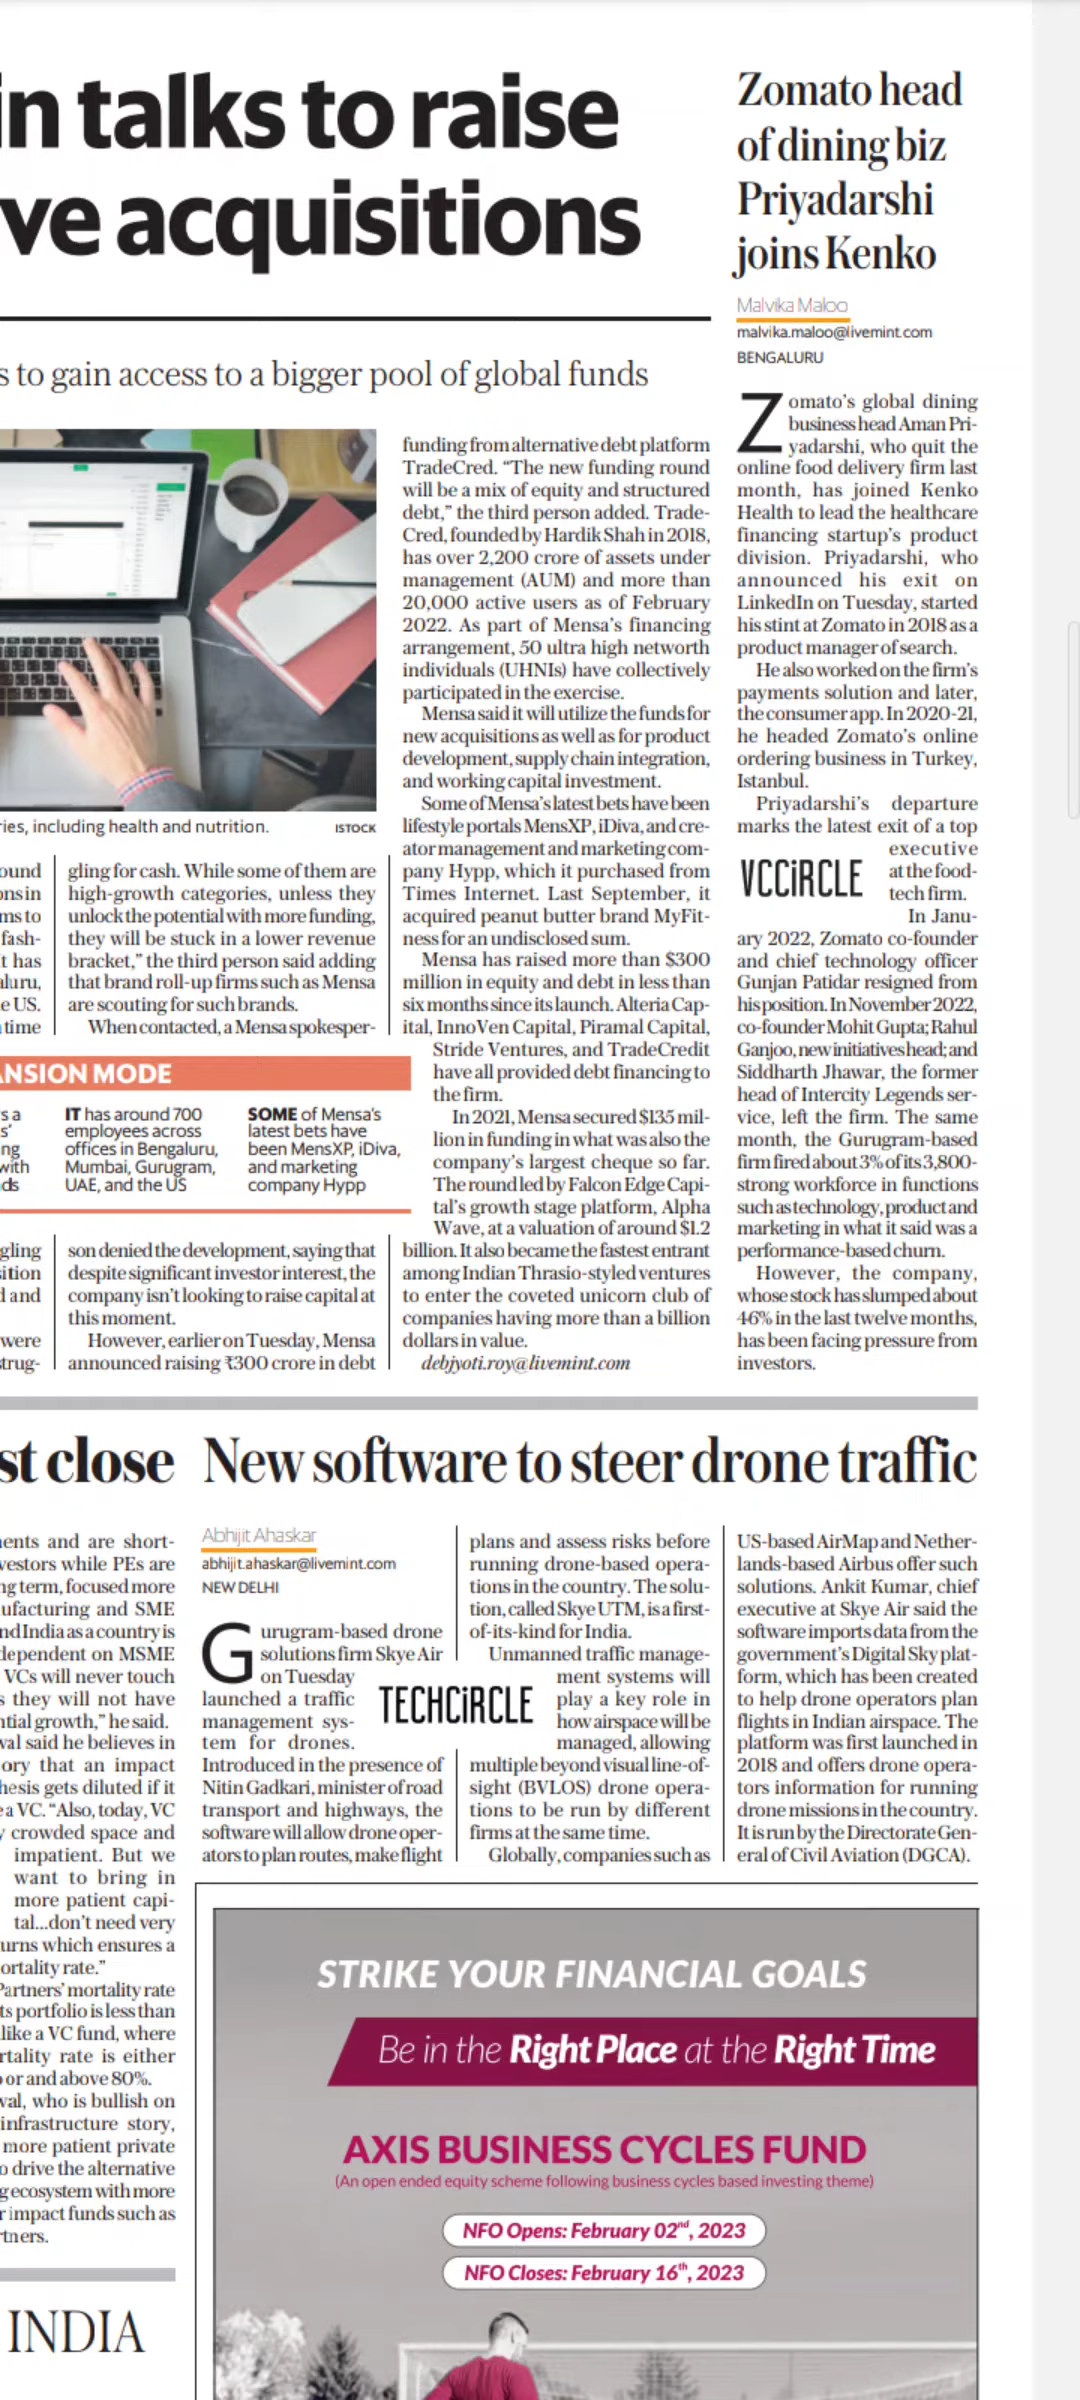 in talks to raise
ve acquisitions
s to gain access to a bigger pool of global funds
ries, including health and nutrition.
ISTOCK
ound
ons in
ms to
fash-
t has
aluru,
e US.
time
gling for cash. While some of them are
high-growth categories, unless they
unlock the potential with more funding,
they will be stuck in a lower revenue
bracket,” the third person said adding
that brand roll-up firms such as Mensa
are scouting for such brands.
When contacted, a Mensa spokesper-
ANSION MODE
s a
s’
ng
with
ds
IT has around 700
employees across
offices in Bengaluru,
Mumbai, Gurugram,
UAE, and the US
SOME of Mensa’s
latest bets have
been MensXP, iDiva,
and marketing
company Hypp
gling
sition
d and
were
strug-
son denied the development, saying that
despite significant investor interest, the
company isn’t looking to raise capital at
this moment.
However, earlier on Tuesday, Mensa
announced raising ₹300 crore in debt
funding from alternative debt platform
TradeCred. “The new funding round
will be a mix of equity and structured
debt,” the third person added. Trade-
Cred, founded by Hardik Shah in 2018,
has over 2,200 crore of assets under
management (AUM) and more than
20,000 active users as of February
2022. As part of Mensa’s financing
arrangement, 50 ultra high networth
individuals (UHNIs) have collectively
participated in the exercise.
Mensa said it will utilize the funds for
new acquisitions as well as for product
development, supply chain integration,
and working capital investment.
Some of Mensa’s latest bets have been
lifestyle portals MensXP, iDiva, and cre-
ator management and marketing com-
pany Hypp, which it purchased from
Times Internet. Last September, it
acquired peanut butter brand MyFit-
ness for an undisclosed sum.
Mensa has raised more than $300
million in equity and debt in less than
six months since its launch. Alteria Cap-
ital, InnoVen Capital, Piramal Capital,
Stride Ventures, and TradeCredit
have all provided debt financing to
the firm.
In 2021, Mensa secured $135 mil-
lion in funding in what was also the
company’s largest cheque so far.
The round led by Falcon Edge Capi-
tal’s growth stage platform, Alpha
Wave, at a valuation of around $1.2
billion. It also became the fastest entrant
among Indian Thrasio-styled ventures
to enter the coveted unicorn club of
companies having more than a billion
dollars in value.
debjyoti.roy@livemint.com
Zomato head
of dining biz
Priyadarshi
joins Kenko
Malvika Maloo
malvika.maloo@livemint.com
BENGALURU
Zomato’s global dining
business head Aman Pri-
yadarshi, who quit the
online food delivery firm last
month, has joined Kenko
Health to lead the healthcare
financing startup’s product
division. Priyadarshi, who
announced his exit on
LinkedIn on Tuesday, started
his stint at Zomato in 2018 as a
product manager of search.
He also worked on the firm’s
payments solution and later,
the consumer app. In 2020-21,
he headed Zomato’s online
ordering business in Turkey,
Istanbul.
Priyadarshi’s departure
marks the latest exit of a top
executive
at the food-
tech firm.
VCCiRCLE
In Janu-
ary 2022, Zomato co-founder
and chief technology officer
Gunjan Patidar resigned from
his position. In November 2022,
co-founder Mohit Gupta; Rahul
Ganjoo, new initiatives head; and
Siddharth Jhawar, the former
head of Intercity Legends ser-
vice, left the firm. The same
month, the Gurugram-based
firm fired about 3% of its 3,800-
strong workforce in functions
such as technology, product and
marketing in what it said was a
performance-based churn.
However, the company,
whose stock has slumped about
46% in the last twelve months,
has been facing pressure from
investors.
st close
ents and are short-
vestors while PEs are
ng term, focused more
ufacturing and SME
nd India as a country is
dependent on MSME
VCs will never touch
s they will not have
ntial growth,” he said.
wal said he believes in
ory that an impact
hesis gets diluted if it
e a VC. “Also, today, VC
y crowded space and
impatient. But we
want to bring in
more patient capi-
tal...don’t need very
urns which ensures a
ortality rate.”
Partners’ mortality rate
ts portfolio is less than
like a VC fund, where
rtality rate is either
o or and above 80%.
wal, who is bullish on
infrastructure story,
more patient private
o drive the alternative
g ecosystem with more
r impact funds such as
rtners.
INDIA
New software to steer drone traffic
Abhijit Ahaskar
abhijit.ahaskar@livemint.com
NEW DELHI
Gurugram-based drone
solutions firm Skye Air
on Tuesday
launched a traffic
management sys-
tem for drones.
Introduced in the presence of
Nitin Gadkari, minister of road
transport and highways, the
software will allow drone oper-
ators to plan routes, make flight
TECHCiRCLE
plans and assess risks before
running drone-based opera-
tions in the country. The solu-
tion, called Skye UTM, is a first-
of-its-kind for India.
Unmanned traffic manage-
ment systems will
play a key role in
how airspace will be
managed, allowing
multiple beyond visual line-of-
sight (BVLOS) drone opera-
tions to be run by different
firms at the same time.
Globally, companies such as
US-based AirMap and Nether-
lands-based Airbus offer such
solutions. Ankit Kumar, chief
executive at Skye Air said the
software imports data from the
government’s Digital Sky plat-
form, which has been created
to help drone operators plan
flights in Indian airspace. The
platform was first launched in
2018 and offers drone opera-
tors information for running
drone missions in the country.
It is run by the Directorate Gen-
eral of Civil Aviation (DGCA).
STRIKE YOUR FINANCIAL GOALS
Be in the Right Place at the Right Time
AXIS BUSINESS CYCLES FUND
(An open ended equity scheme following business cycles based investing theme)
NFO Opens: February 02nd, 2023
NFO Closes: February 16th, 2023